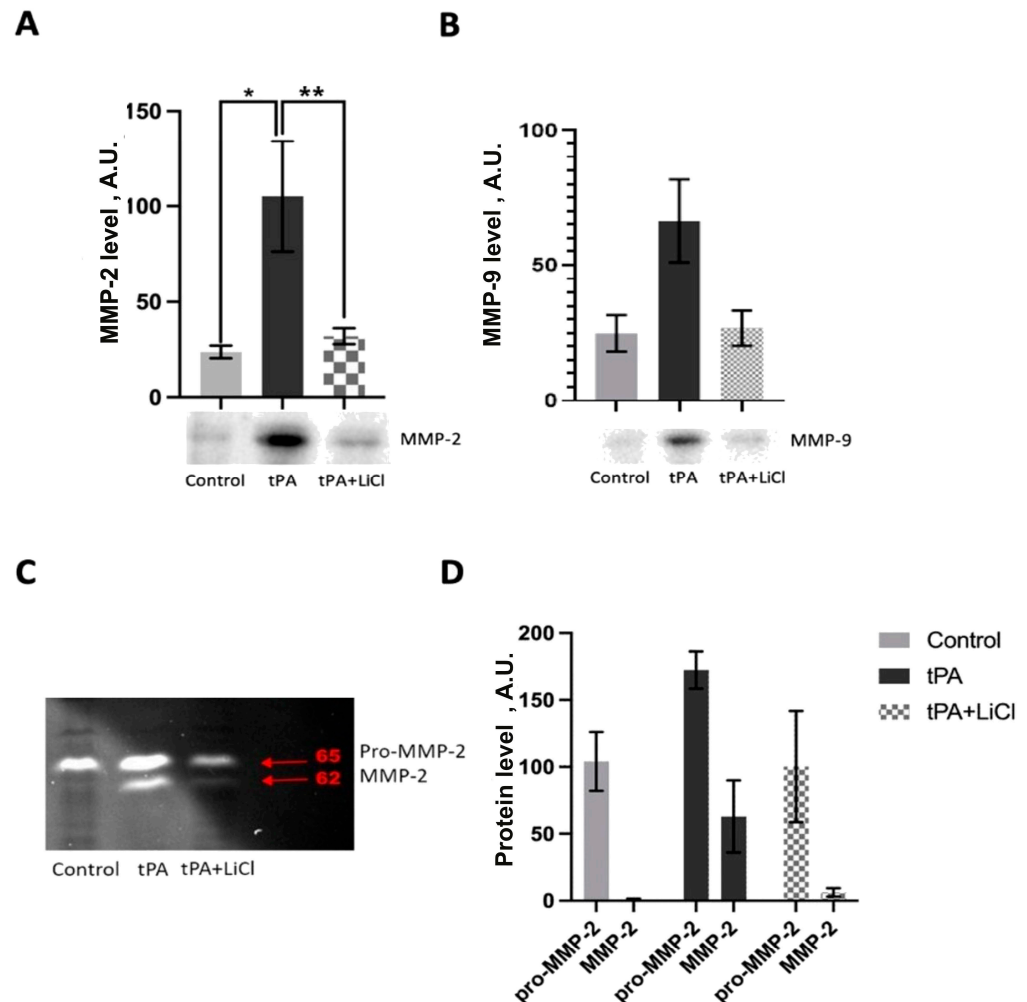 A
B
MMP-2 level , A.U.
150
100
50
0
*
**
MMP-2
Control tPA tPA+LiCl
MMP-9 level , A.U.
100
50
0
MMP-9
Control tPA tPA+LiCl
C
D
65
62
Pro-MMP-2
MMP-2
Control tPA tPA+LiCl
Protein level , A.U.
200
150
100
50
0
pro-MMP-2
MMP-2
pro-MMP-2
MMP-2
pro-MMP-2
MMP-2
Control
tPA
tPA+LiCl